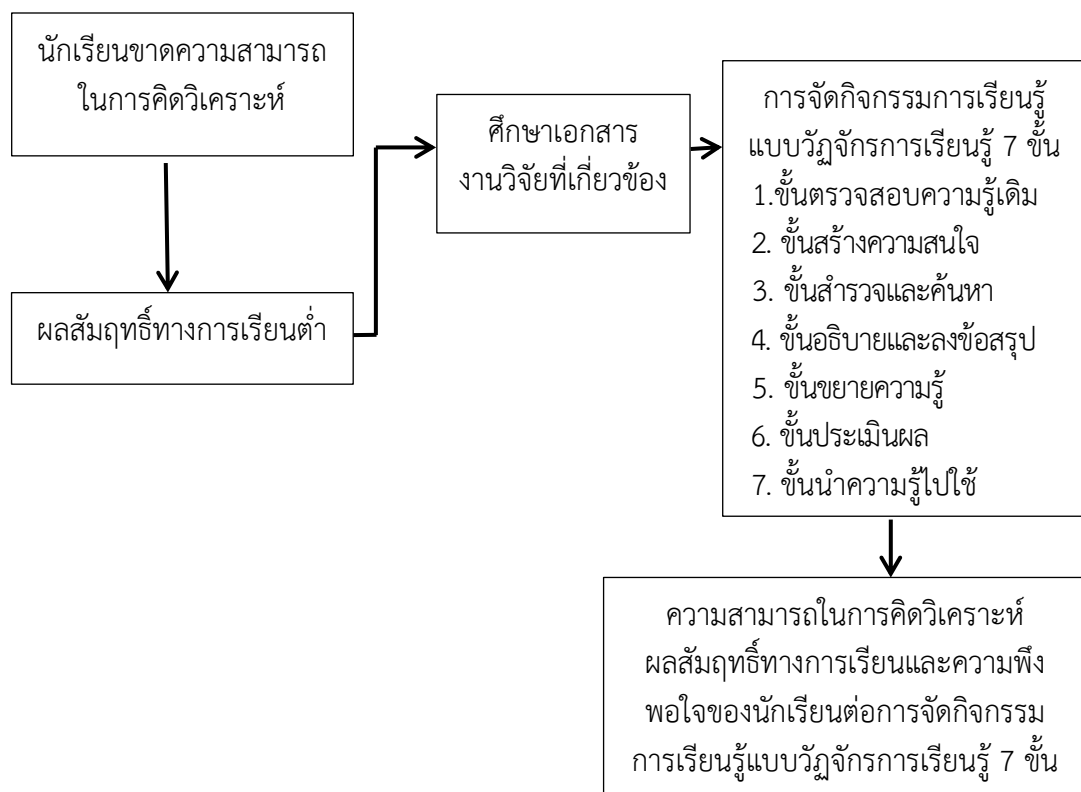 นักเรียนขาดความสามารถ
ในการคิดวิเคราะห์
ผลสัมฤทธิ์ทางการเรียนต่ำ
ศึกษาเอกสาร
งานวิจัยที่เกี่ยวข้อง
การจัดกิจกรรมการเรียนรู้
แบบวัฏจักรการเรียนรู้ 7 ขั้น
1.ขั้นตรวจสอบความรู้เดิม
2. ขั้นสร้างความสนใจ
3. ขั้นสำรวจและค้นหา
4. ขั้นอธิบายและลงข้อสรุป
5. ขั้นขยายความรู้
6. ขั้นประเมินผล
7. ขั้นนำความรู้ไปใช้
ความสามารถในการคิดวิเคราะห์
ผลสัมฤทธิ์ทางการเรียนและความพึง
พอใจของนักเรียนต่อการจัดกิจกรรม
การเรียนรู้แบบวัฏจักรการเรียนรู้ 7 ขั้น